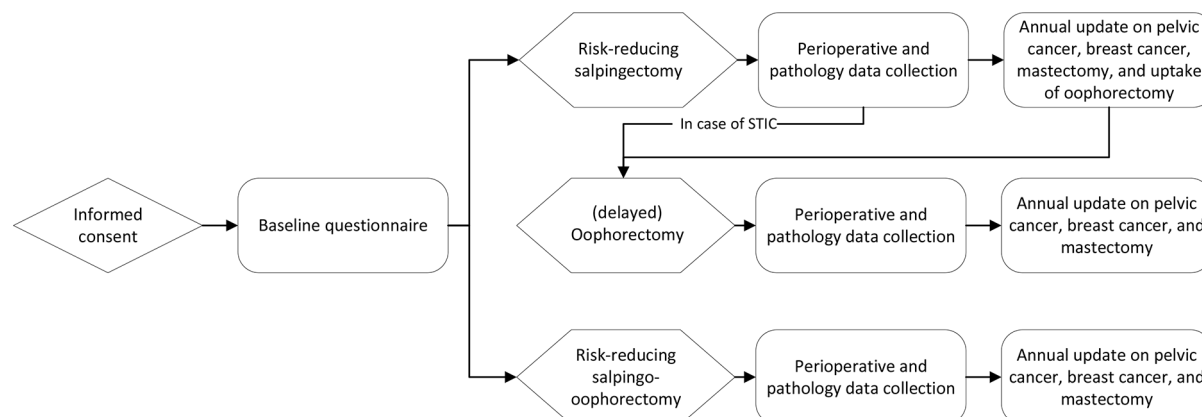 Risk-reducing
salpingectomy
Perioperative and
pathology data collection
Annual update on pelvic
cancer, breast cancer,
mastectomy, and uptake
of oophorectomy
In case of STIC
Informed
consent
Baseline questionnaire
(delayed)
Oophorectomy
Perioperative and
pathology data collection
Annual update on pelvic
cancer, breast cancer, and
mastectomy
Risk-reducing
salpingo-
oophorectomy
Perioperative and
pathology data collection
Annual update on pelvic
cancer, breast cancer, and
mastectomy